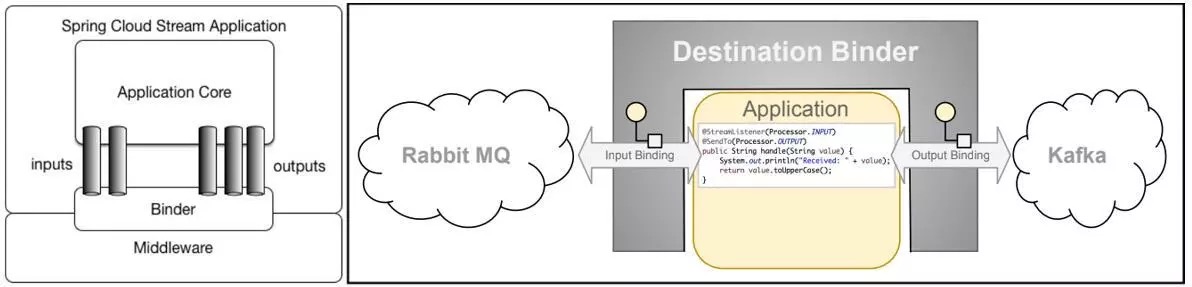 Spring Cloud Stream Application
Application Core
inputs
outputs
Binder
Middleware
Destination Binder
Application
@StreamListener(Processor.INPUT)
@SendTo(Processor.OUTPUT)
public String handle(String value) {
System.out.println("Received: " + value);
return value.toUpperCase();
}
Rabbit MQ
Input Binding
Output Binding
Kafka